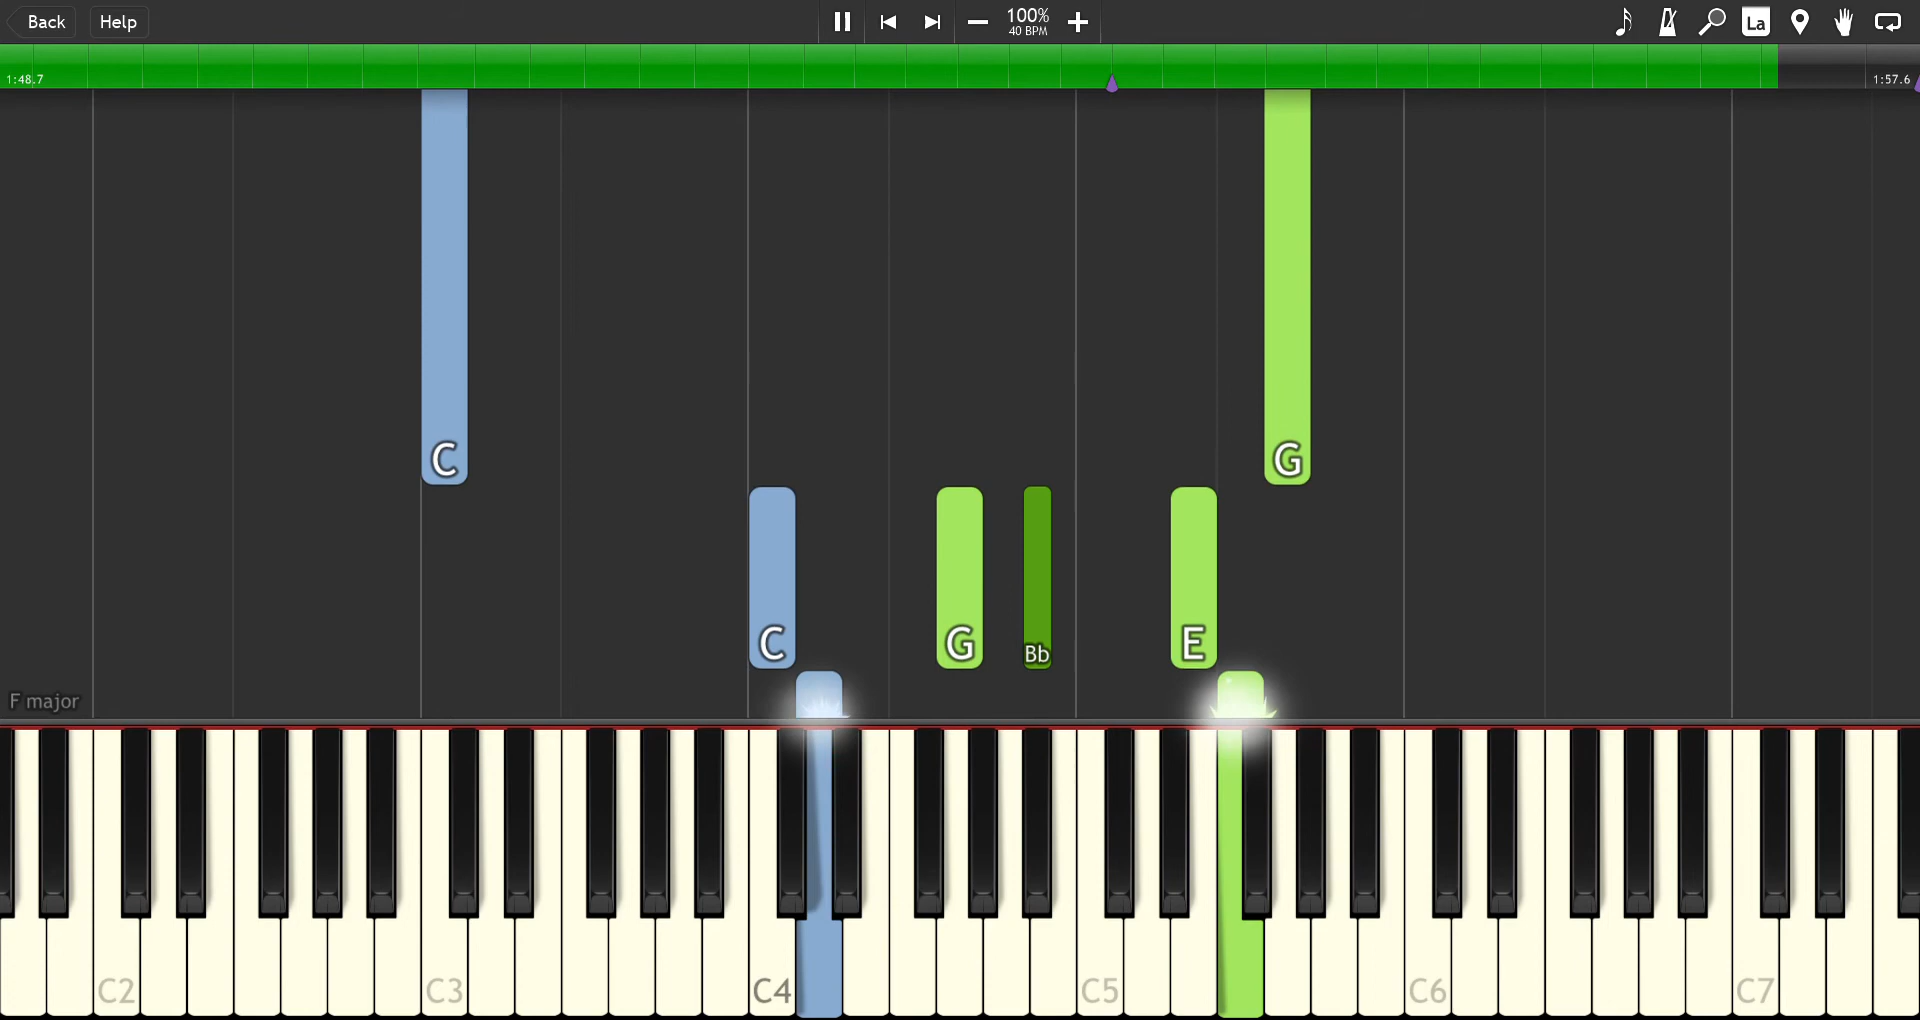 Back
Help
100%
40 BPM
La
1:48.7
1:57.6
C
G
C
G
Bb
E
F major
C2
C3
C4
C5
C6
C7